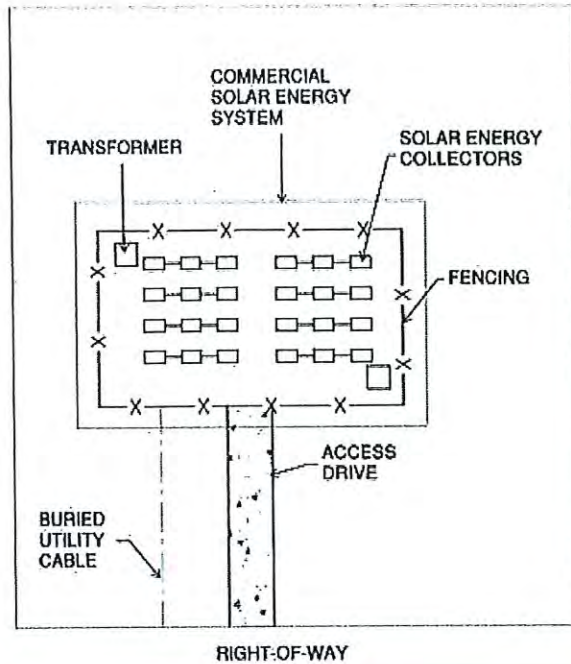 COMMERCIAL
SOLAR ENERGY
SYSTEM
TRANSFORMER
SOLAR ENERGY
COLLECTORS
FENCING
ACCESS
DRIVE
BURIED
UTILITY
CABLE
RIGHT-OF-WAY